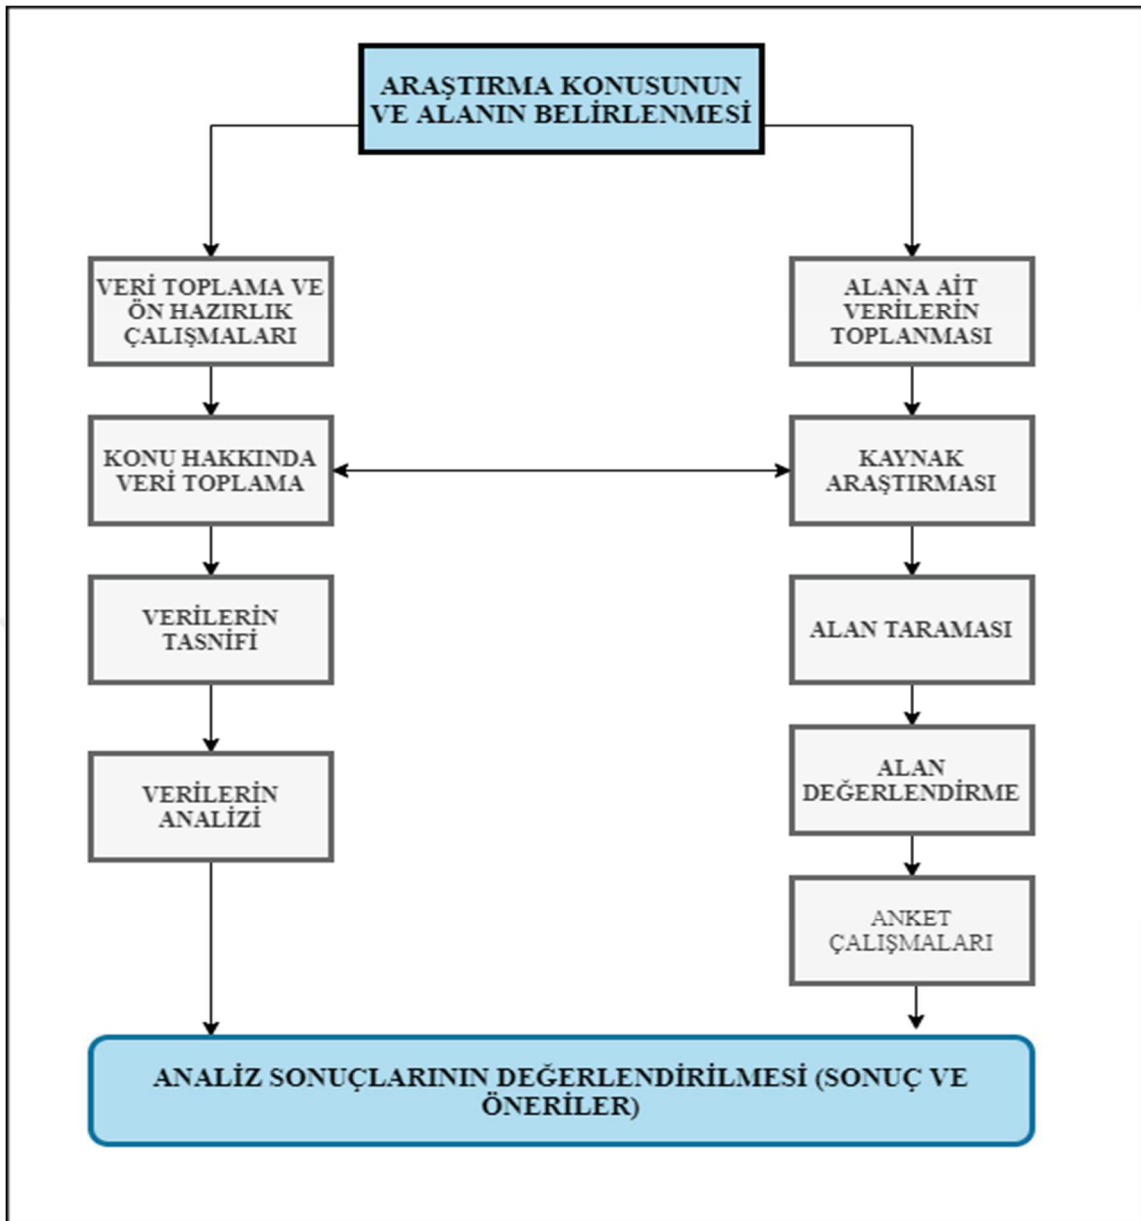 ARAŞTIRMA KONUSUNUN
VE ALANIN BELİRLENMESİ
VERİ TOPLAMA VE
ÖN HAZIRLIK
ÇALIŞMALARI
KONU HAKKINDA
VERİ TOPLAMA
VERİLERİN
TASNİFİ
VERİLERİN
ANALİZİ
ALANA AİT
VERİLERİN
TOPLANMASI
KAYNAK
ARAŞTIRMASI
ALAN TARAMASI
ALAN
DEĞERLENDİRME
ANKET
ÇALIŞMALARI
ANALİZ SONUÇLARININ DEĞERLENDİRİLMESİ (SONUÇ VE
ÖNERİLER)